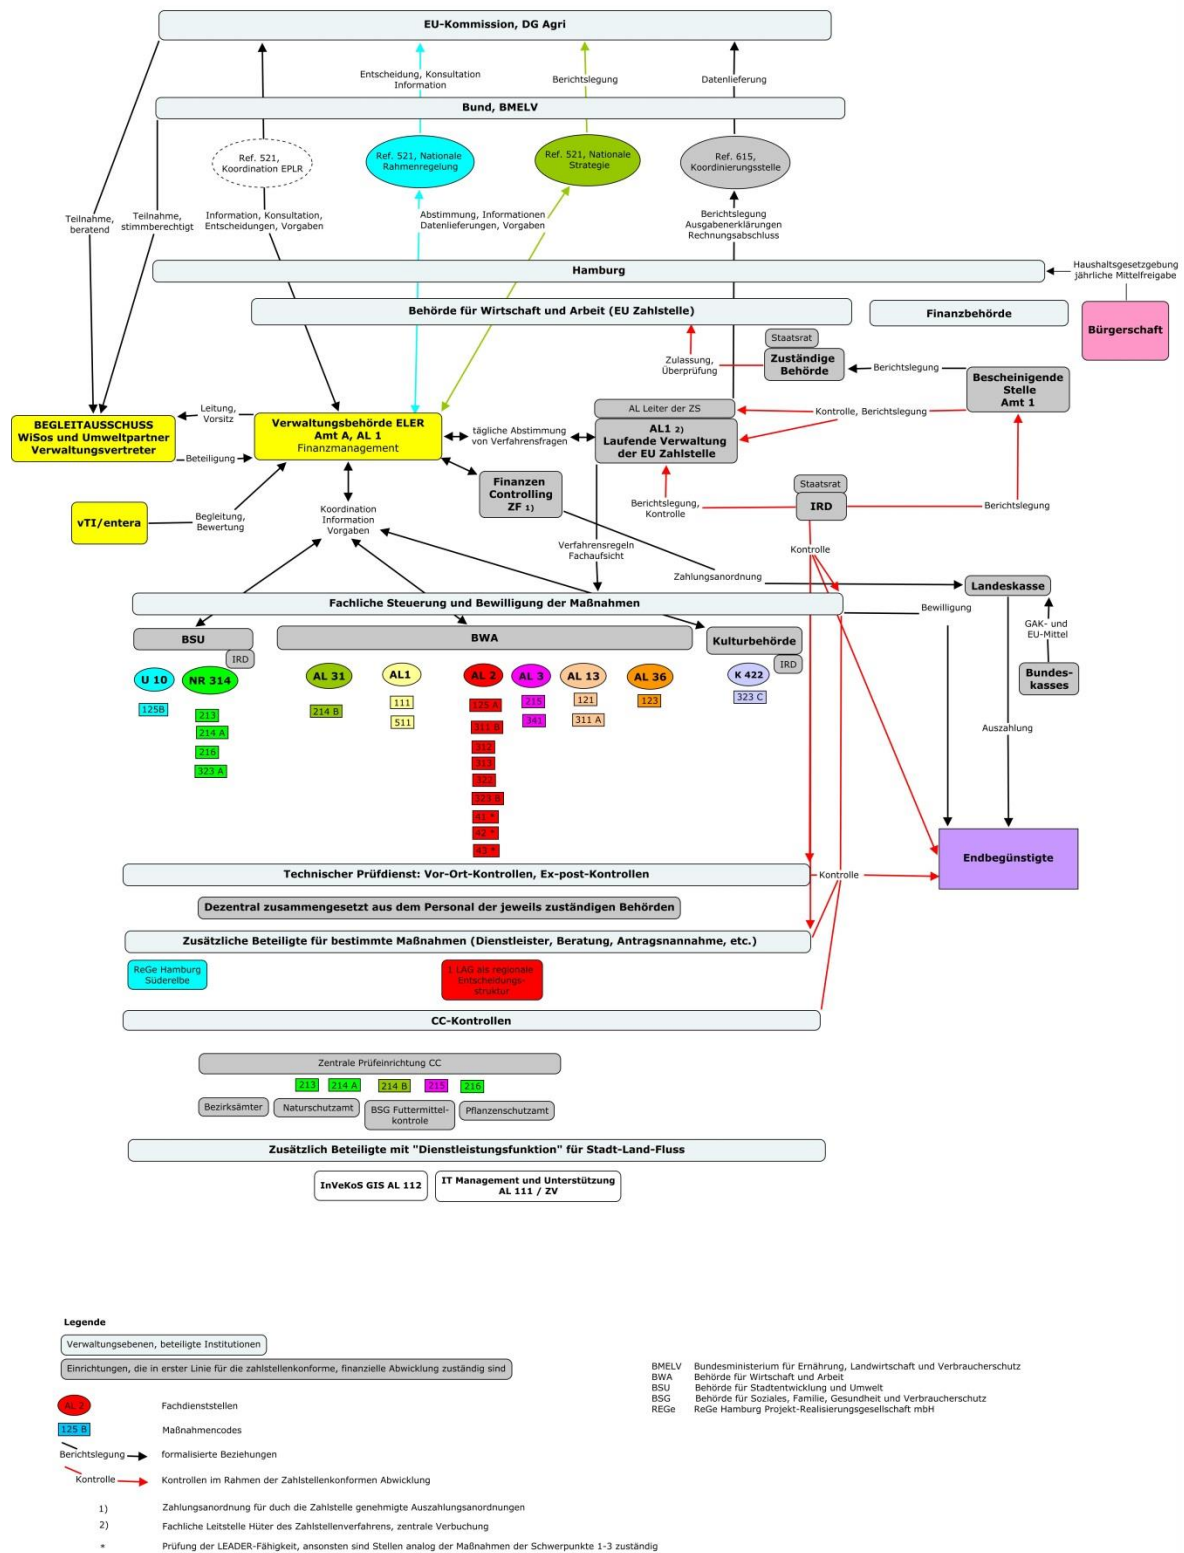 EU-Kommission, DG Agri
Entscheidung, Konsultation
Information
Berichtslegung
Datenlieferung
Bund, BMELV
Ref. 521,
Koordination EPLR
Ref. 521, Nationale
Rahmenregelung
Ref. 521, Nationale
Strategie
Ref. 615,
Koordinierungsstelle
Teilnahme,
beratend
Teilnahme,
stimmberechtigt
Information, Konsultation,
Entscheidungen, Vorgaben
Abstimmung, Informationen
Datenlieferungen, Vorgaben
Berichtslegung
Ausgabenerklärungen
Rechnungsabschluss
Hamburg
Haushaltsgesetzgebung
jährliche Mittelfreigabe
Behörde für Wirtschaft und Arbeit (EU Zahlstelle)
Finanzbehörde
Bürgerschaft
Staatsrat
Zuständige
Behörde
Zulassung,
Überprüfung
Berichtslegung
Bescheinigende
Stelle
Amt 1
BEGLEITAUSSCHUSS
WiSos und Umweltpartner
Verwaltungsvertreter
Leitung,
Vorsitz
Beteiligung
Verwaltungsbehörde ELER
Amt A, AL 1
Finanzmanagement
tägliche Abstimmung
von Verfahrensfragen
AL Leiter der ZS
AL1 2)
Laufende Verwaltung
der EU Zahlstelle
Kontrolle, Berichtslegung
Finanzen
Controlling
ZF 1)
Staatsrat
IRD
Berichtslegung,
Kontrolle
Berichtslegung
vTI/entera
Begleitung,
Bewertung
Koordination
Information
Vorgaben
Verfahrensregeln
Fachaufsicht
Kontrolle
Zahlungsanordnung
Landeskasse
Fachliche Steuerung und Bewilligung der Maßnahmen
Bewilligung
GAK- und
EU-Mittel
BSU
IRD
BWA
Kulturbehörde
IRD
Bundes-
kasses
U 10
NR 314
AL 31
AL1
AL 2
AL 3
AL 13
AL 36
K 422
125B
213
214 A
216
323 A
214 B
111
511
125 A
311 B
312
313
322
323 B
41 *
42 *
43 *
215
341
121
311 A
123
323 C
Auszahlung
Endbegünstigte
Technischer Prüfdienst: Vor-Ort-Kontrollen, Ex-post-Kontrollen
Kontrolle
Dezentral zusammengesetzt aus dem Personal der jeweils zuständigen Behörden
Zusätzliche Beteiligte für bestimmte Maßnahmen (Dienstleister, Beratung, Antragsnannahme, etc.)
ReGe Hamburg
Süderelbe
1 LAG als regionale
Entscheidungs-
struktur
CC-Kontrollen
Zentrale Prüfeinrichtung CC
213
214 A
214 B
215
216
Bezirksämter
Naturschutzamt
BSG Futtermittel-
kontrole
Pflanzenschutzamt
Zusätzlich Beteiligte mit "Dienstleistungsfunktion" für Stadt-Land-Fluss
InVeKoS GIS AL 112
IT Management und Unterstützung
AL 111 / ZV
Legende
Verwaltungsebenen, beteiligte Institutionen
Einrichtungen, die in erster Linie für die zahlstellenkonforme, finanzielle Abwicklung zuständig sind
AL 2 Fachdienststellen
125 B Maßnahmencodes
Berichtslegung formalisierte Beziehungen
Kontrolle Kontrollen im Rahmen der Zahlstellenkonformen Abwicklung
1) Zahlungsanordnung für duch die Zahlstelle genehmigte Auszahlungsanordnungen
2) Fachliche Leitstelle Hüter des Zahlstellenverfahrens, zentrale Verbuchung
* Prüfung der LEADER-Fähigkeit, ansonsten sind Stellen analog der Maßnahmen der Schwerpunkte 1-3 zuständig
BMELV Bundesministerium für Ernährung, Landwirtschaft und Verbraucherschutz
BWA Behörde für Wirtschaft und Arbeit
BSU Behörde für Stadtentwicklung und Umwelt
BSG Behörde für Soziales, Familie, Gesundheit und Verbraucherschutz
REGe ReGe Hamburg Projekt-Realisierungsgesellschaft mbH